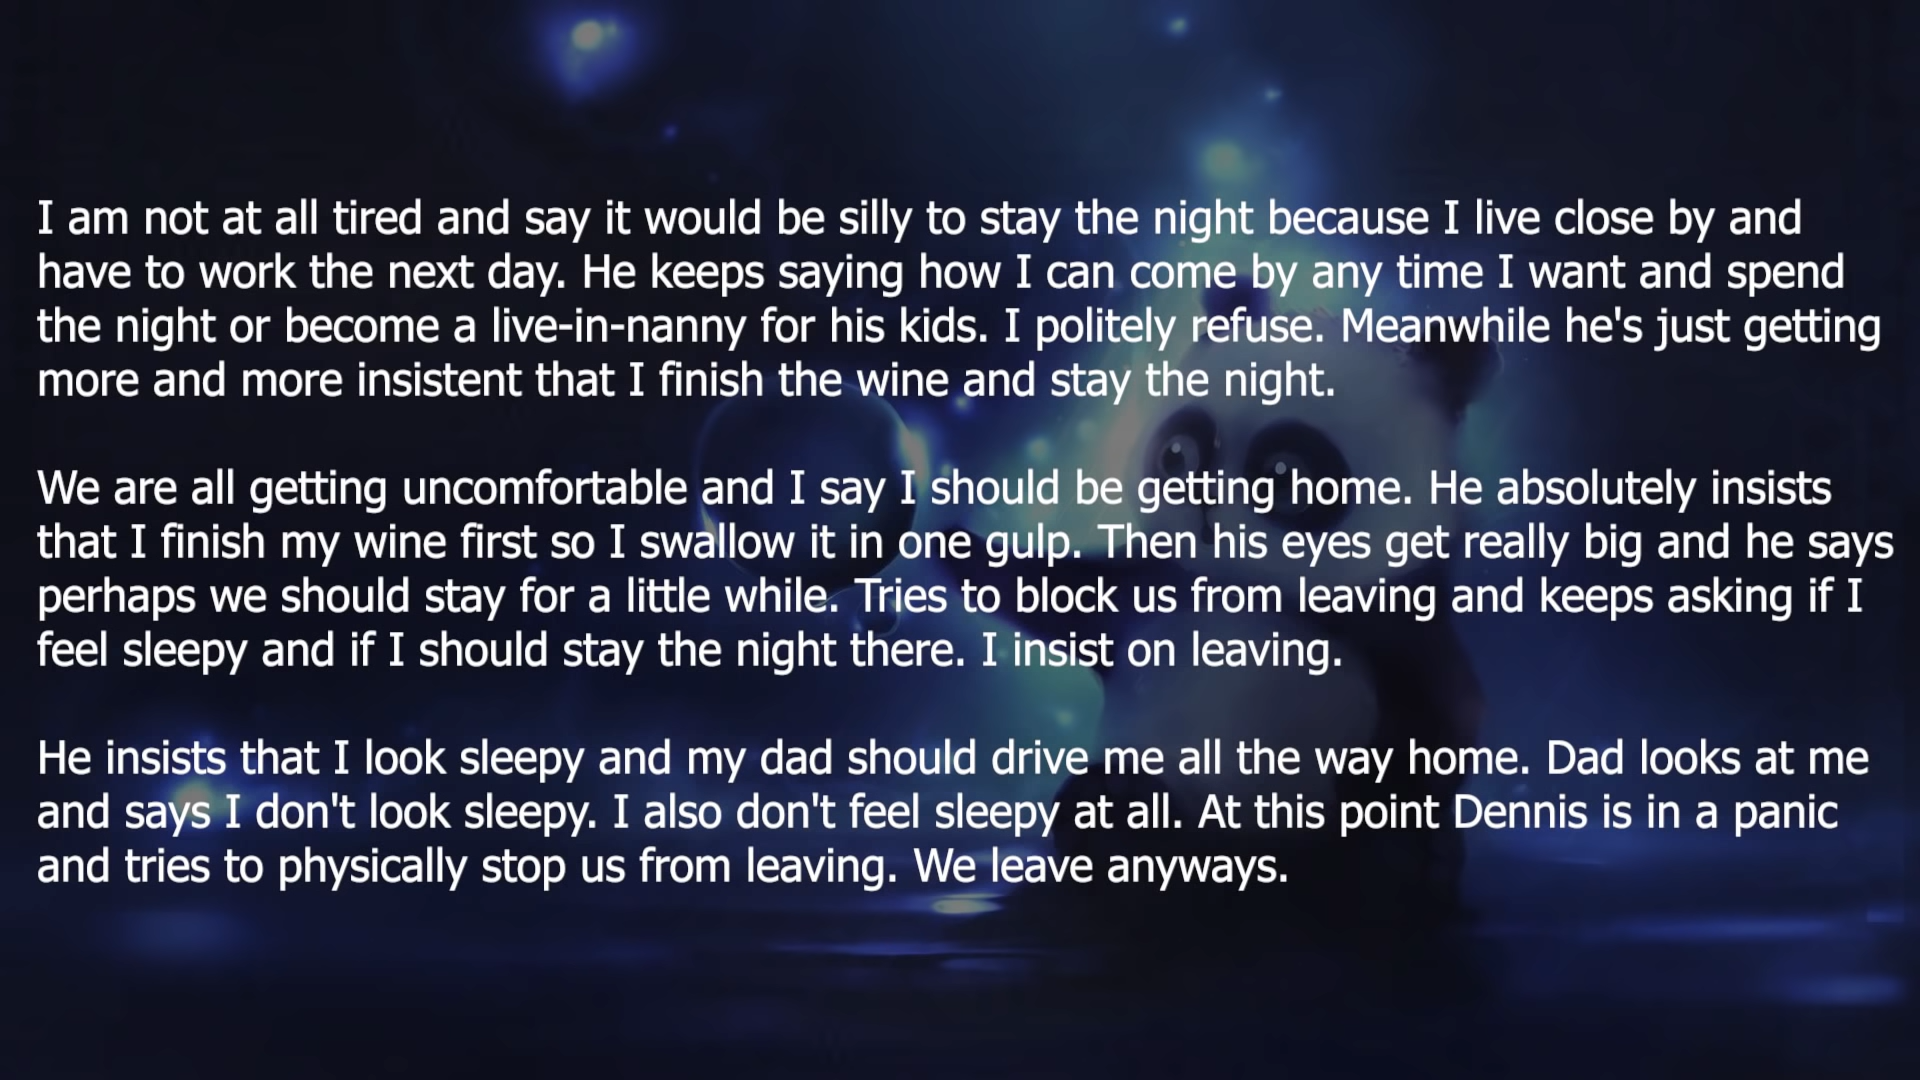 I am not at all tired and say it would be silly to stay the night because I live close by and
have to work the next day. He keeps saying how I can come by any time I want and spend
the night or become a live-in-nanny for his kids. I politely refuse. Meanwhile he's just getting
more and more insistent that I finish the wine and stay the night.
We are all getting uncomfortable and I say I should be getting home. He absolutely insists
that I finish my wine first so I swallow it in one gulp. Then his eyes get really big and he says
perhaps we should stay for a little while. Tries to block us from leaving and keeps asking if I
feel sleepy and if I should stay the night there. I insist on leaving.
He insists that I look sleepy and my dad should drive me all the way home. Dad looks at me
and says I don't look sleepy. I also don't feel sleepy at all. At this point Dennis is in a panic
and tries to physically stop us from leaving. We leave anyways.